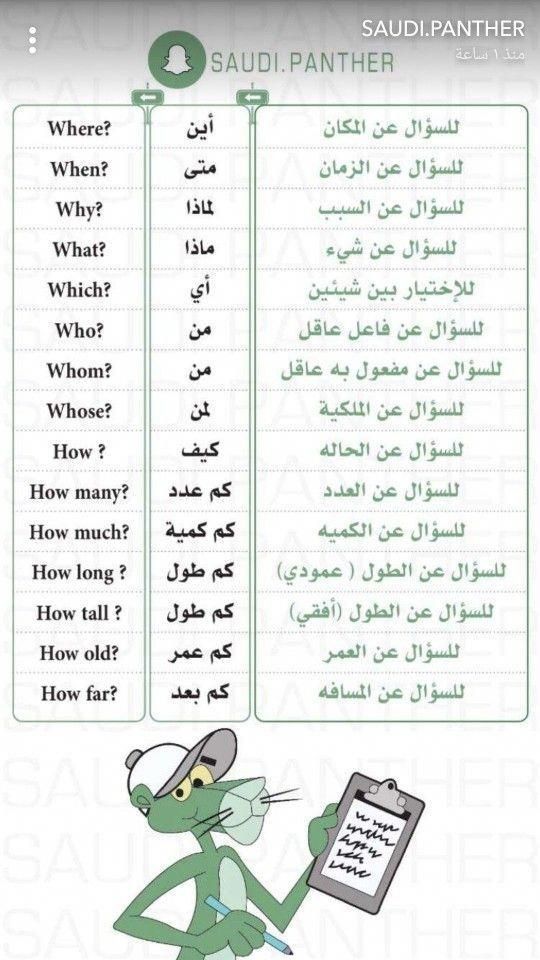 SAUDI.PANTHER
منذ ١ ساعة
SAUDI.PANTHER
Where? أين للسؤال عن المكان
When? متى للسؤال عن الزمان
Why? لماذا للسؤال عن السبب
What? ماذا للسؤال عن شيء
Which? أي للإختيار بين شيئين
Who? من للسؤال عن فاعل عاقل
Whom? من للسؤال عن مفعول به عاقل
Whose? لمن للسؤال عن الملكية
How ? كيف للسؤال عن الحاله
How many? كم عدد للسؤال عن العدد
How much? كم كمية للسؤال عن الكميه
How long ? كم طول للسؤال عن الطول ( عمودي)
How tall ? كم طول للسؤال عن الطول (أفقي)
How old? كم عمر للسؤال عن العمر
How far? كم بعد للسؤال عن المسافه